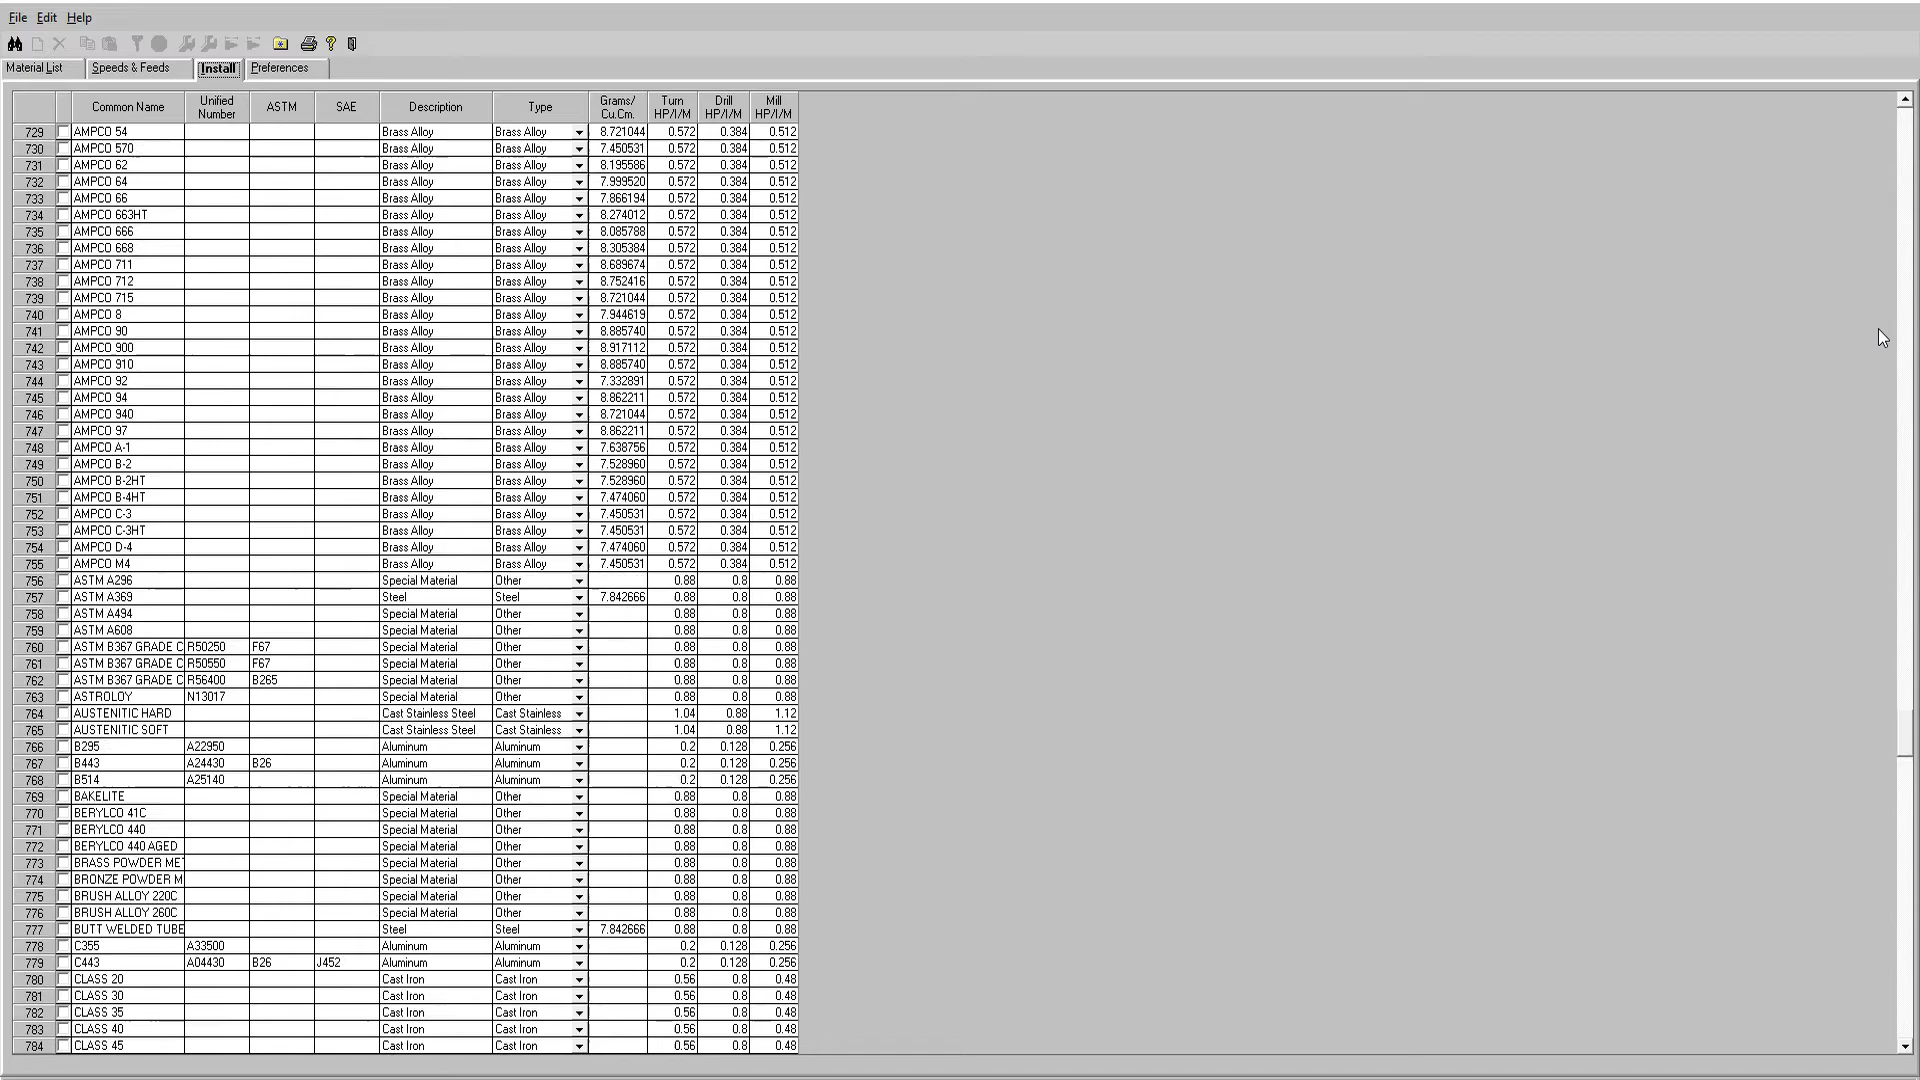 File Edit Help
Material List Speeds & Feeds Install Preferences
Common Name Unified Number ASTM SAE Description Type Grams/ Cu.Cm. Turn HP/I/M Drill HP/I/M Mill HP/I/M
729 AMPCO 54 Brass Alloy Brass Alloy 8.721044 0.572 0.384 0.512
730 AMPCO 570 Brass Alloy Brass Alloy 7.450531 0.572 0.384 0.512
731 AMPCO 62 Brass Alloy Brass Alloy 8.195586 0.572 0.384 0.512
732 AMPCO 64 Brass Alloy Brass Alloy 7.999520 0.572 0.384 0.512
733 AMPCO 66 Brass Alloy Brass Alloy 7.866194 0.572 0.384 0.512
734 AMPCO 663HT Brass Alloy Brass Alloy 8.274012 0.572 0.384 0.512
735 AMPCO 666 Brass Alloy Brass Alloy 8.085788 0.572 0.384 0.512
736 AMPCO 668 Brass Alloy Brass Alloy 8.305384 0.572 0.384 0.512
737 AMPCO 711 Brass Alloy Brass Alloy 8.689674 0.572 0.384 0.512
738 AMPCO 712 Brass Alloy Brass Alloy 8.752416 0.572 0.384 0.512
739 AMPCO 715 Brass Alloy Brass Alloy 8.721044 0.572 0.384 0.512
740 AMPCO 8 Brass Alloy Brass Alloy 7.944619 0.572 0.384 0.512
741 AMPCO 90 Brass Alloy Brass Alloy 8.885740 0.572 0.384 0.512
742 AMPCO 900 Brass Alloy Brass Alloy 8.917112 0.572 0.384 0.512
743 AMPCO 910 Brass Alloy Brass Alloy 8.885740 0.572 0.384 0.512
744 AMPCO 92 Brass Alloy Brass Alloy 7.332891 0.572 0.384 0.512
745 AMPCO 94 Brass Alloy Brass Alloy 8.862211 0.572 0.384 0.512
746 AMPCO 940 Brass Alloy Brass Alloy 8.721044 0.572 0.384 0.512
747 AMPCO 97 Brass Alloy Brass Alloy 8.862211 0.572 0.384 0.512
748 AMPCO A-1 Brass Alloy Brass Alloy 7.638756 0.572 0.384 0.512
749 AMPCO B-2 Brass Alloy Brass Alloy 7.528960 0.572 0.384 0.512
750 AMPCO B-2HT Brass Alloy Brass Alloy 7.528960 0.572 0.384 0.512
751 AMPCO B-4HT Brass Alloy Brass Alloy 7.474060 0.572 0.384 0.512
752 AMPCO C-3 Brass Alloy Brass Alloy 7.450531 0.572 0.384 0.512
753 AMPCO C-3HT Brass Alloy Brass Alloy 7.450531 0.572 0.384 0.512
754 AMPCO D-4 Brass Alloy Brass Alloy 7.474060 0.572 0.384 0.512
755 AMPCO M4 Brass Alloy Brass Alloy 7.450531 0.572 0.384 0.512
756 ASTM A296 Special Material Other 0.88 0.8 0.88
757 ASTM A369 Steel Steel 7.842666 0.88 0.8 0.88
758 ASTM A494 Special Material Other 0.88 0.8 0.88
759 ASTM A608 Special Material Other 0.88 0.8 0.88
760 ASTM B367 GRADE C R50250 F67 Special Material Other 0.88 0.8 0.88
761 ASTM B367 GRADE C R50550 F67 Special Material Other 0.88 0.8 0.88
762 ASTM B367 GRADE C R56400 B265 Special Material Other 0.88 0.8 0.88
763 ASTROLOY N13017 Special Material Other 0.88 0.8 0.88
764 AUSTENITIC HARD Cast Stainless Steel Cast Stainless 1.04 0.88 1.12
765 AUSTENITIC SOFT Cast Stainless Steel Cast Stainless 1.04 0.88 1.12
766 B295 A22950 Aluminum Aluminum 0.2 0.128 0.256
767 B443 A24430 B26 Aluminum Aluminum 0.2 0.128 0.256
768 B514 A25140 Aluminum Aluminum 0.2 0.128 0.256
769 BAKELITE Special Material Other 0.88 0.8 0.88
770 BERYLCO 41C Special Material Other 0.88 0.8 0.88
771 BERYLCO 440 Special Material Other 0.88 0.8 0.88
772 BERYLCO 440 AGED Special Material Other 0.88 0.8 0.88
773 BRASS POWDER MET Special Material Other 0.88 0.8 0.88
774 BRONZE POWDER M Special Material Other 0.88 0.8 0.88
775 BRUSH ALLOY 220C Special Material Other 0.88 0.8 0.88
776 BRUSH ALLOY 260C Special Material Other 0.88 0.8 0.88
777 BUTT WELDED TUBE Steel Steel 7.842666 0.88 0.8 0.88
778 C355 A33500 Aluminum Aluminum 0.2 0.128 0.256
779 C443 A04430 B26 J452 Aluminum Aluminum 0.2 0.128 0.256
780 CLASS 20 Cast Iron Cast Iron 0.56 0.8 0.48
781 CLASS 30 Cast Iron Cast Iron 0.56 0.8 0.48
782 CLASS 35 Cast Iron Cast Iron 0.56 0.8 0.48
783 CLASS 40 Cast Iron Cast Iron 0.56 0.8 0.48
784 CLASS 45 Cast Iron Cast Iron 0.56 0.8 0.48